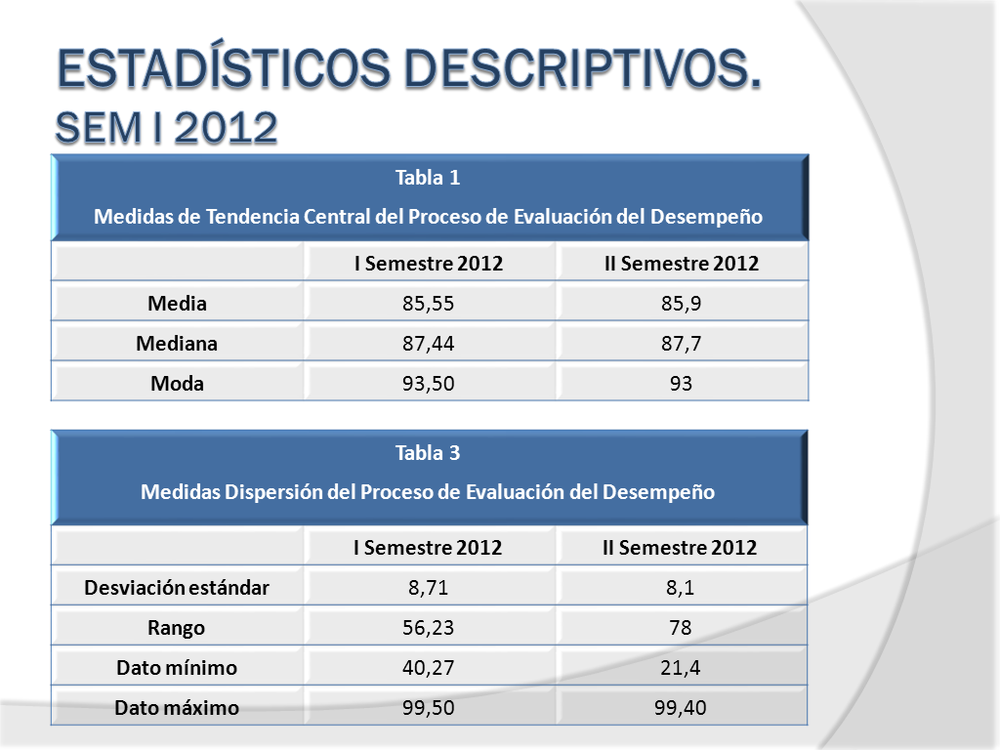 ESTADÍSTICOS DESCRIPTIVOS.
SEM I 2012
Tabla 1
Medidas de Tendencia Central del Proceso de Evaluación del Desempeño
I Semestre 2012 II Semestre 2012
Media 85,55 85,9
Mediana 87,44 87,7
Moda 93,50 93
Tabla 3
Medidas Dispersión del Proceso de Evaluación del Desempeño
I Semestre 2012 II Semestre 2012
Desviación estándar 8,71 8,1
Rango 56,23 78
Dato mínimo 40,27 21,4
Dato máximo 99,50 99,40